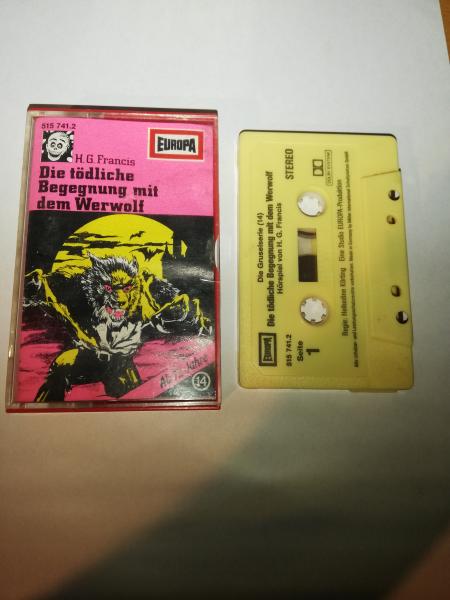 515 741.2
EUROPA
H.G. Francis
Die tödliche
Begegnung mit
dem Werwolf
14
Die Gruselserie (14)
Die tödliche Begegnung mit dem Werwolf
Hörspiel von H. G. Francis
STEREO
DOLBY SYSTEM
EUROPA
515 741.2
Seite
1
Regie: Heikedine Körting Eine Studio EUROPA-Produktion